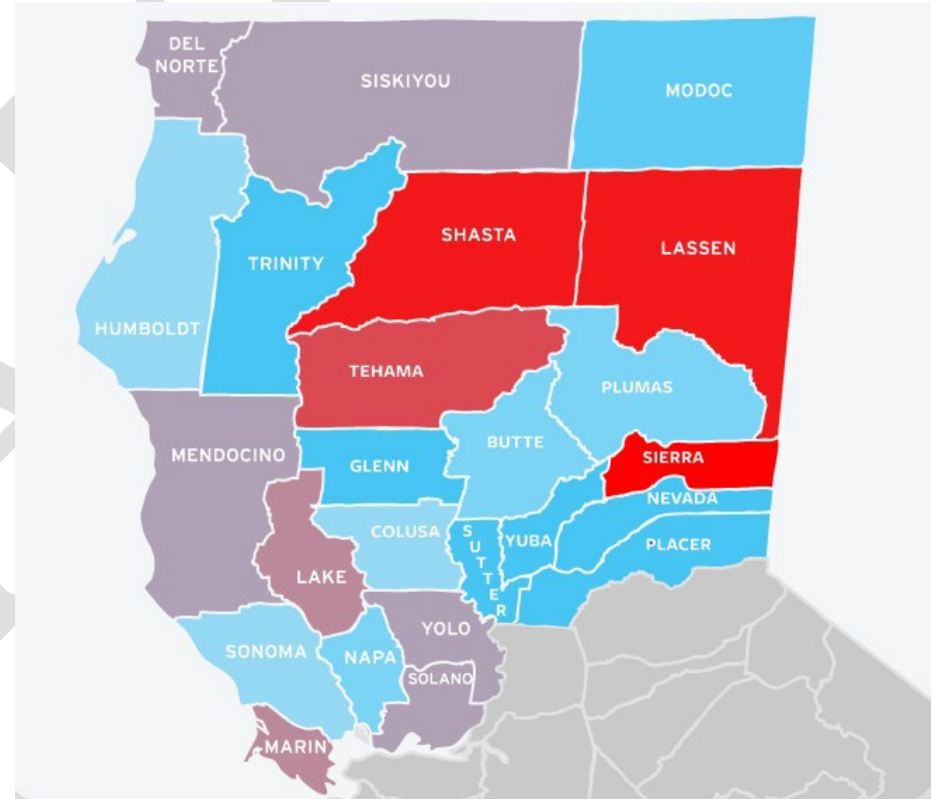 DEL
NORTE
SISKIYOU
MODOC
SHASTA
LASSEN
TRINITY
HUMBOLDT
TEHAMA
PLUMAS
BUTTE
MENDOCINO
GLENN
SIERRA
NEVADA
COLUSA
SUTTER
YUBA
PLACER
LAKE
YOLO
SONOMA
NAPA
SOLANO
MARIN